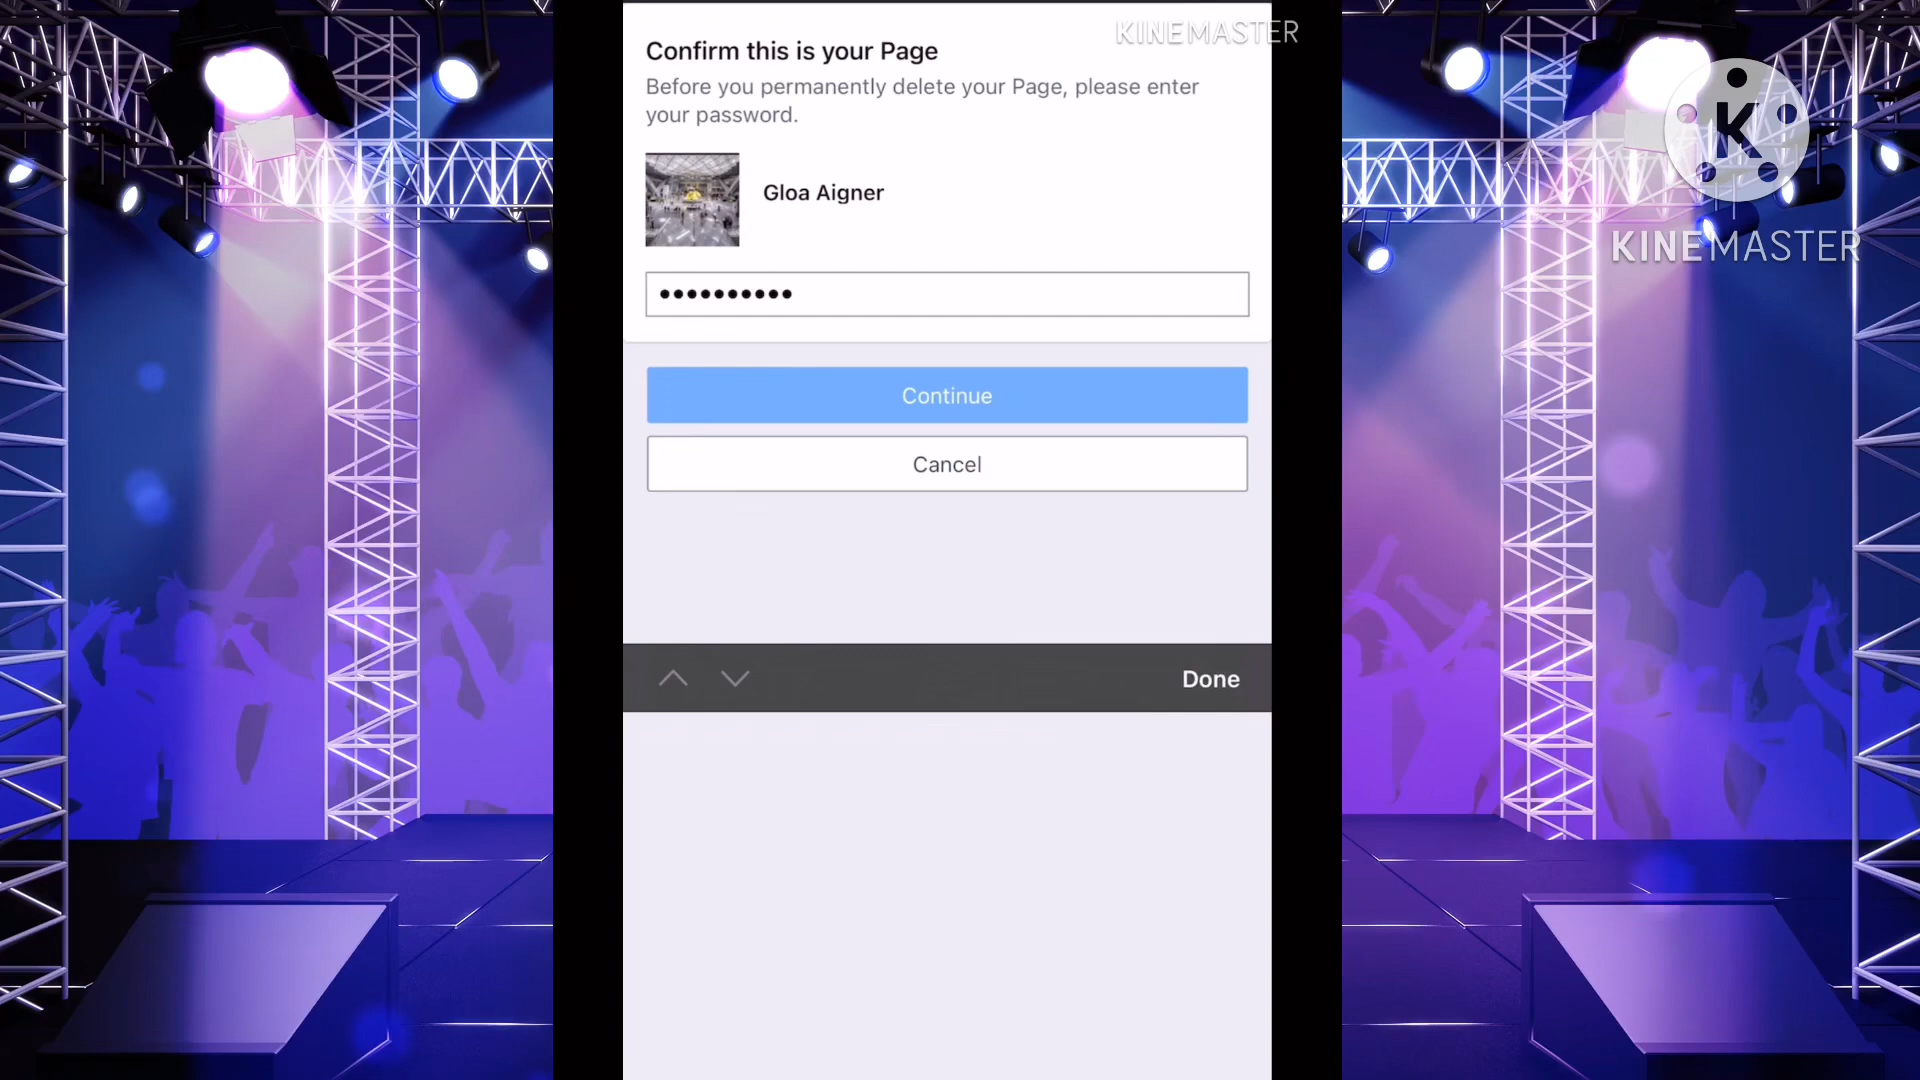 KINEMASTER
Confirm this is your Page
Before you permanently delete your Page, please enter
your password.
Gloa Aigner
••••••••••
Continue
Cancel
Done
K
KINEMASTER